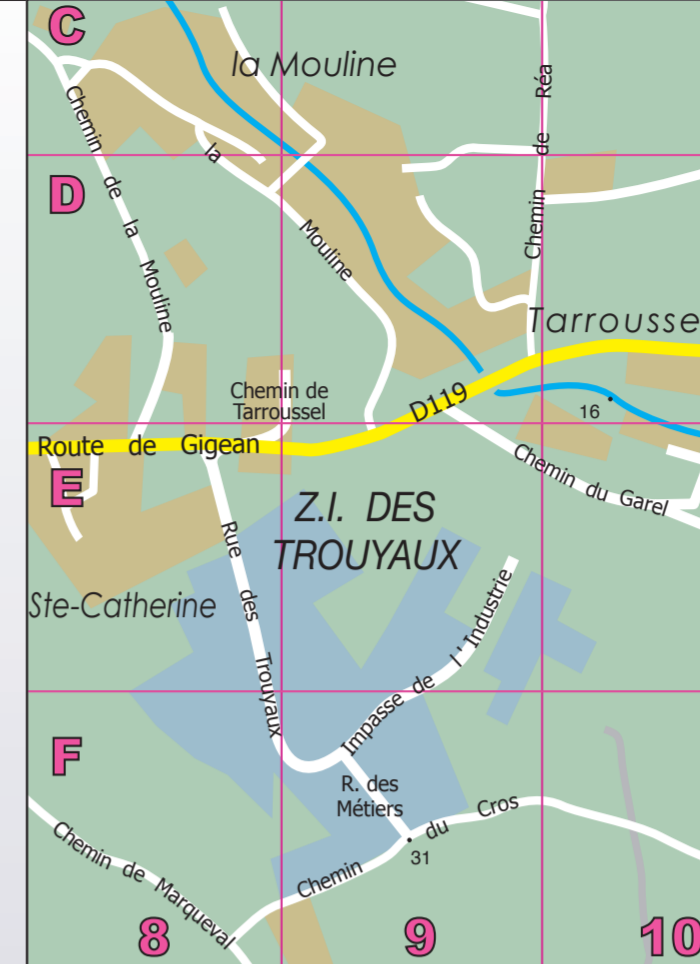 C
la Mouline
Chemin de Réa
Chemin de la Mouline
la Mouline
D
Tarrousse
Chemin de
Tarroussel
D119
16
Route de Gigean
Chemin du Garel
E
Z.I. DES
TROUYAUX
Rue des Trouyaux
Ste-Catherine
Impasse de l'Industrie
F
R. des
Métiers
Chemin du Cros
31
Chemin de Marqueval
8
9
10